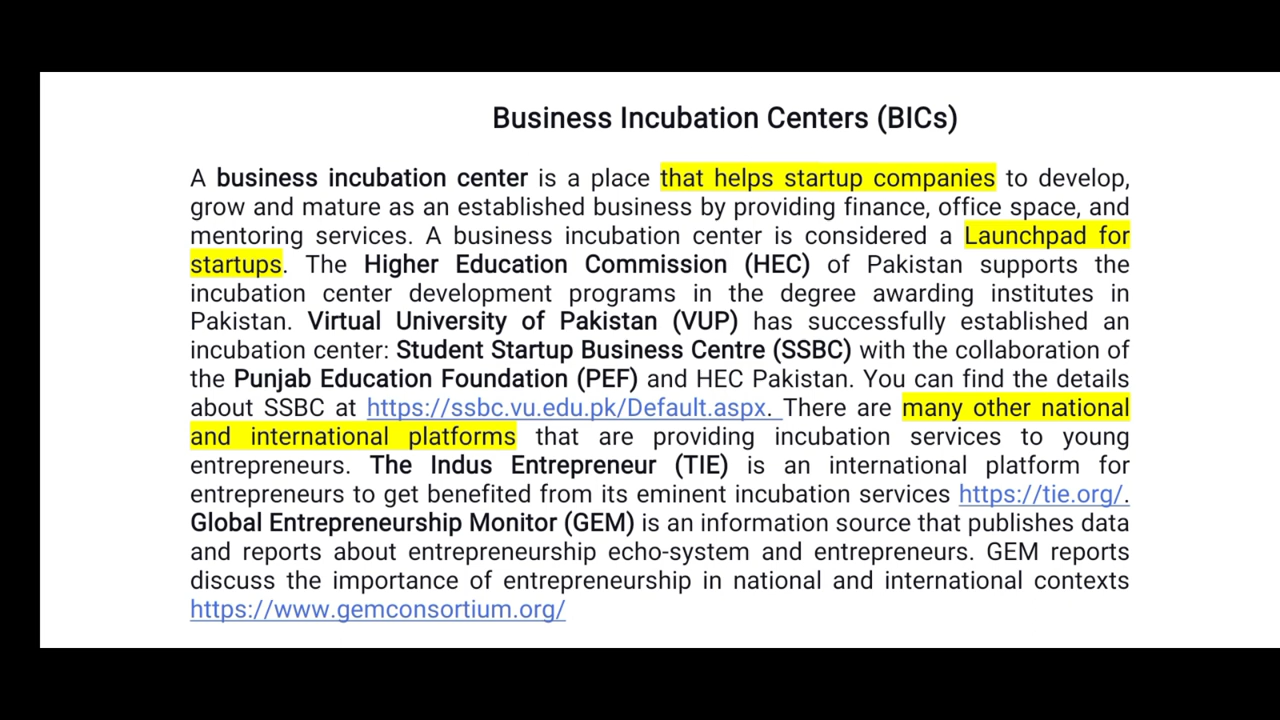 Business Incubation Centers (BICs)
A business incubation center is a place that helps startup companies to develop,
grow and mature as an established business by providing finance, office space, and
mentoring services. A business incubation center is considered a Launchpad for
startups. The Higher Education Commission (HEC) of Pakistan supports the
incubation center development programs in the degree awarding institutes in
Pakistan. Virtual University of Pakistan (VUP) has successfully established an
incubation center: Student Startup Business Centre (SSBC) with the collaboration of
the Punjab Education Foundation (PEF) and HEC Pakistan. You can find the details
about SSBC at https://ssbc.vu.edu.pk/Default.aspx. There are many other national
and international platforms that are providing incubation services to young
entrepreneurs. The Indus Entrepreneur (TIE) is an international platform for
entrepreneurs to get benefited from its eminent incubation services https://tie.org/.
Global Entrepreneurship Monitor (GEM) is an information source that publishes data
and reports about entrepreneurship echo-system and entrepreneurs. GEM reports
discuss the importance of entrepreneurship in national and international contexts
https://www.gemconsortium.org/